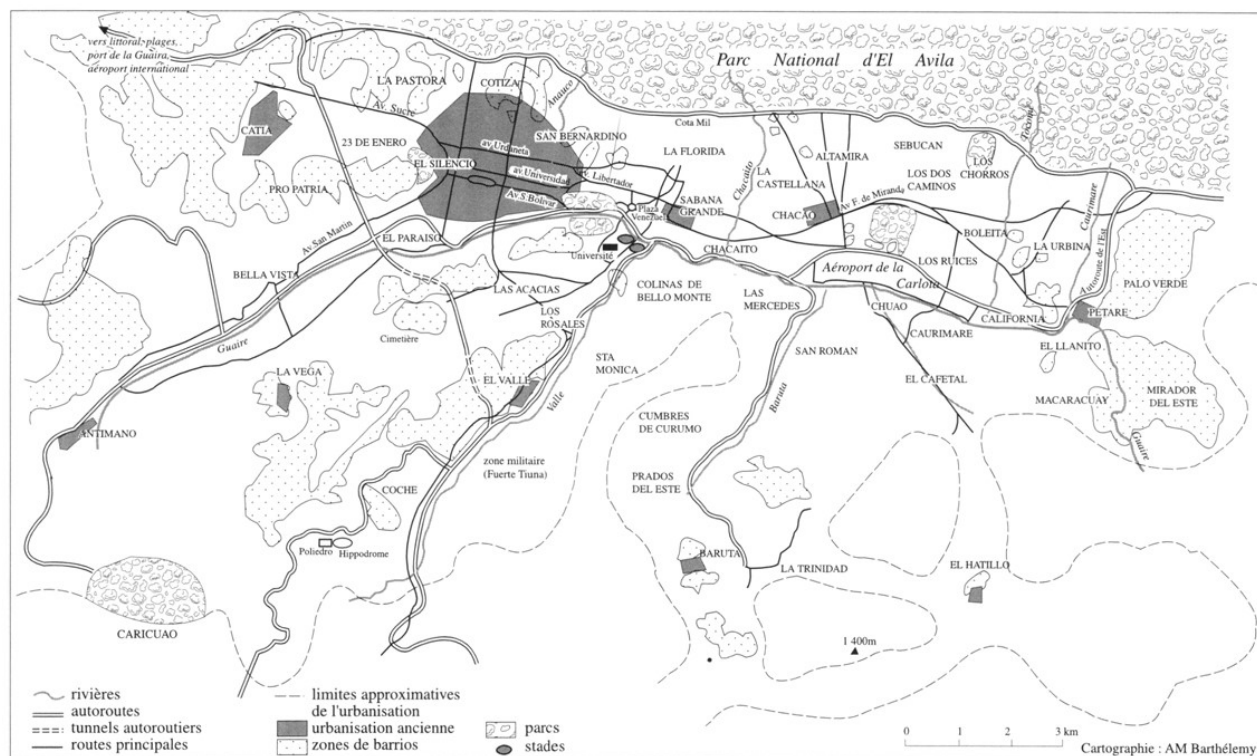 vers littoral, plages,
port de la Guaira,
aéroport international
Parc National d'El Avila
LA PASTORA
COTIZA
Anauco
Av. Sucre
CATIA
23 DE ENERO
SAN BERNARDINO
Cota Mil
Tocome
EL SILENCIO
av Urdaneta
av.Universidad
Av.S.Bolivar
Av. Libertador
LA FLORIDA
ALTAMIRA
SEBUCAN
LOS
CHORROS
LA
CASTELLANA
Chacaito
LOS DOS
CAMINOS
PRO PATRIA
Plaza
Venezuela
SABANA
GRANDE
CHACAO
Av F. de Miranda
Caurimare
Av.San Martin
EL PARAISO
Université
CHACAITO
BOLEITA
LA URBINA
Autoroute de l'Est
BELLA VISTA
LAS ACACIAS
COLINAS DE
BELLO MONTE
LAS
MERCEDES
Aéroport de la
Carlota
LOS RUICES
CHUAO
CALIFORNIA
PALO VERDE
PETARE
Guaire
LOS
ROSALES
Cimetière
CAURIMARE
EL LLANITO
LA VEGA
EL VALLE
Valle
STA
MONICA
SAN ROMAN
Baruta
EL CAFETAL
MACARACUAY
MIRADOR
DEL ESTE
CUMBRES
DE CURUMO
Guaire
ANTIMANO
zone militaire
(Fuerte Tiuna)
PRADOS
DEL ESTE
COCHE
Poliedro
Hippodrome
BARUTA
LA TRINIDAD
EL HATILLO
CARICUAO
1 400m
rivières
autoroutes
tunnels autoroutiers
routes principales
limites approximatives
de l'urbanisation
urbanisation ancienne
zones de barrios
parcs
stades
0 1 2 3 km
Cartographie : AM Barthélemy